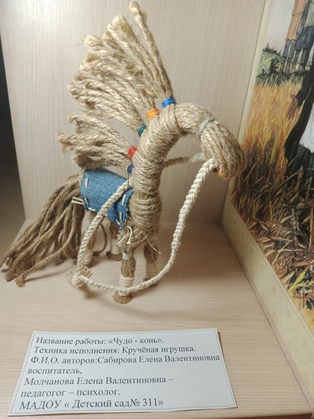 Название работы: «Чудо - конь».
Техника исполнения: Кручёная игрушка.
Ф.И.О. авторов:Сабирова Елена Валентиновна
воспитатель,
Молчанова Елена Валентиновна –
педагогог – психолог.
МАДОУ « Детский сад№ 311»